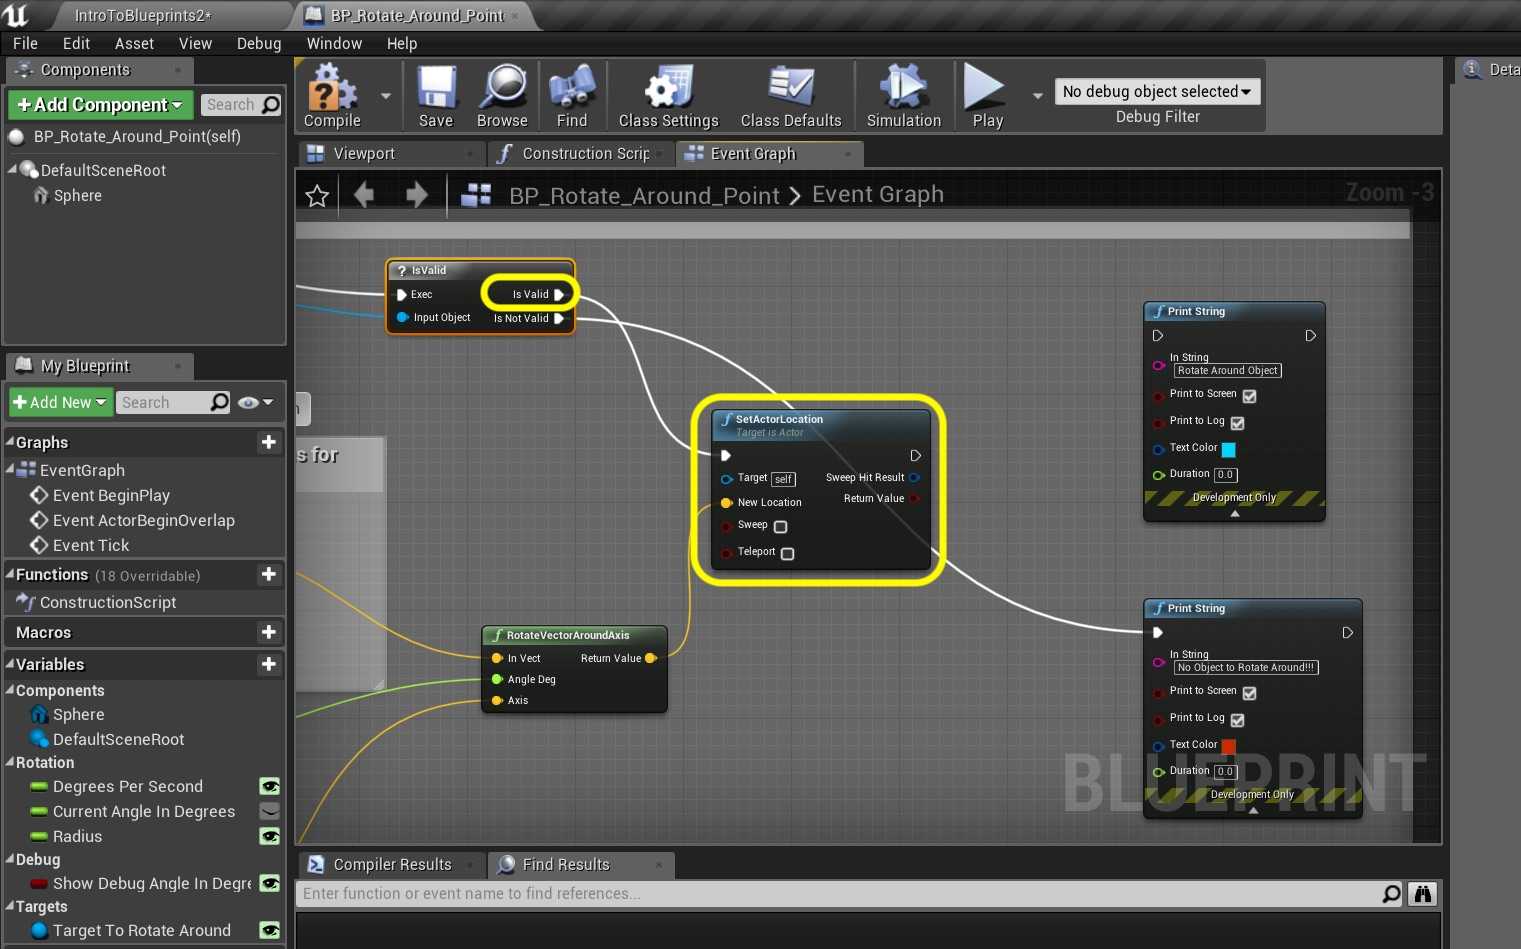 IntroToBlueprints2*
BP_Rotate_Around_Point
File Edit Asset View Debug Window Help
Components
+Add Component
Search
BP_Rotate_Around_Point(self)
DefaultSceneRoot
Sphere
My Blueprint
+Add New
Search
Graphs
EventGraph
Event BeginPlay
Event ActorBeginOverlap
Event Tick
Functions (18 Overridable)
ConstructionScript
Macros
Variables
Components
Sphere
DefaultSceneRoot
Rotation
Degrees Per Second
Current Angle In Degrees
Radius
Debug
Show Debug Angle In Degre
Targets
Target To Rotate Around
Compile
Save
Browse
Find
Class Settings
Class Defaults
Simulation
Play
No debug object selected
Debug Filter
Viewport
Construction Scrip
Event Graph
BP_Rotate_Around_Point > Event Graph
Zoom -3
? IsValid
Exec
Is Valid
Input Object
Is Not Valid
s for
f SetActorLocation
Target is Actor
Target self
Sweep Hit Result
New Location
Return Value
Sweep
Teleport
f RotateVectorAroundAxis
In Vect
Return Value
Angle Deg
Axis
f Print String
In String
Rotate Around Object
Print to Screen
Print to Log
Text Color
Duration 0.0
Development Only
f Print String
In String
No Object to Rotate Around!!!
Print to Screen
Print to Log
Text Color
Duration 0.0
Development Only
BLUEPRINT
Compiler Results
Find Results
Enter function or event name to find references...
Deta